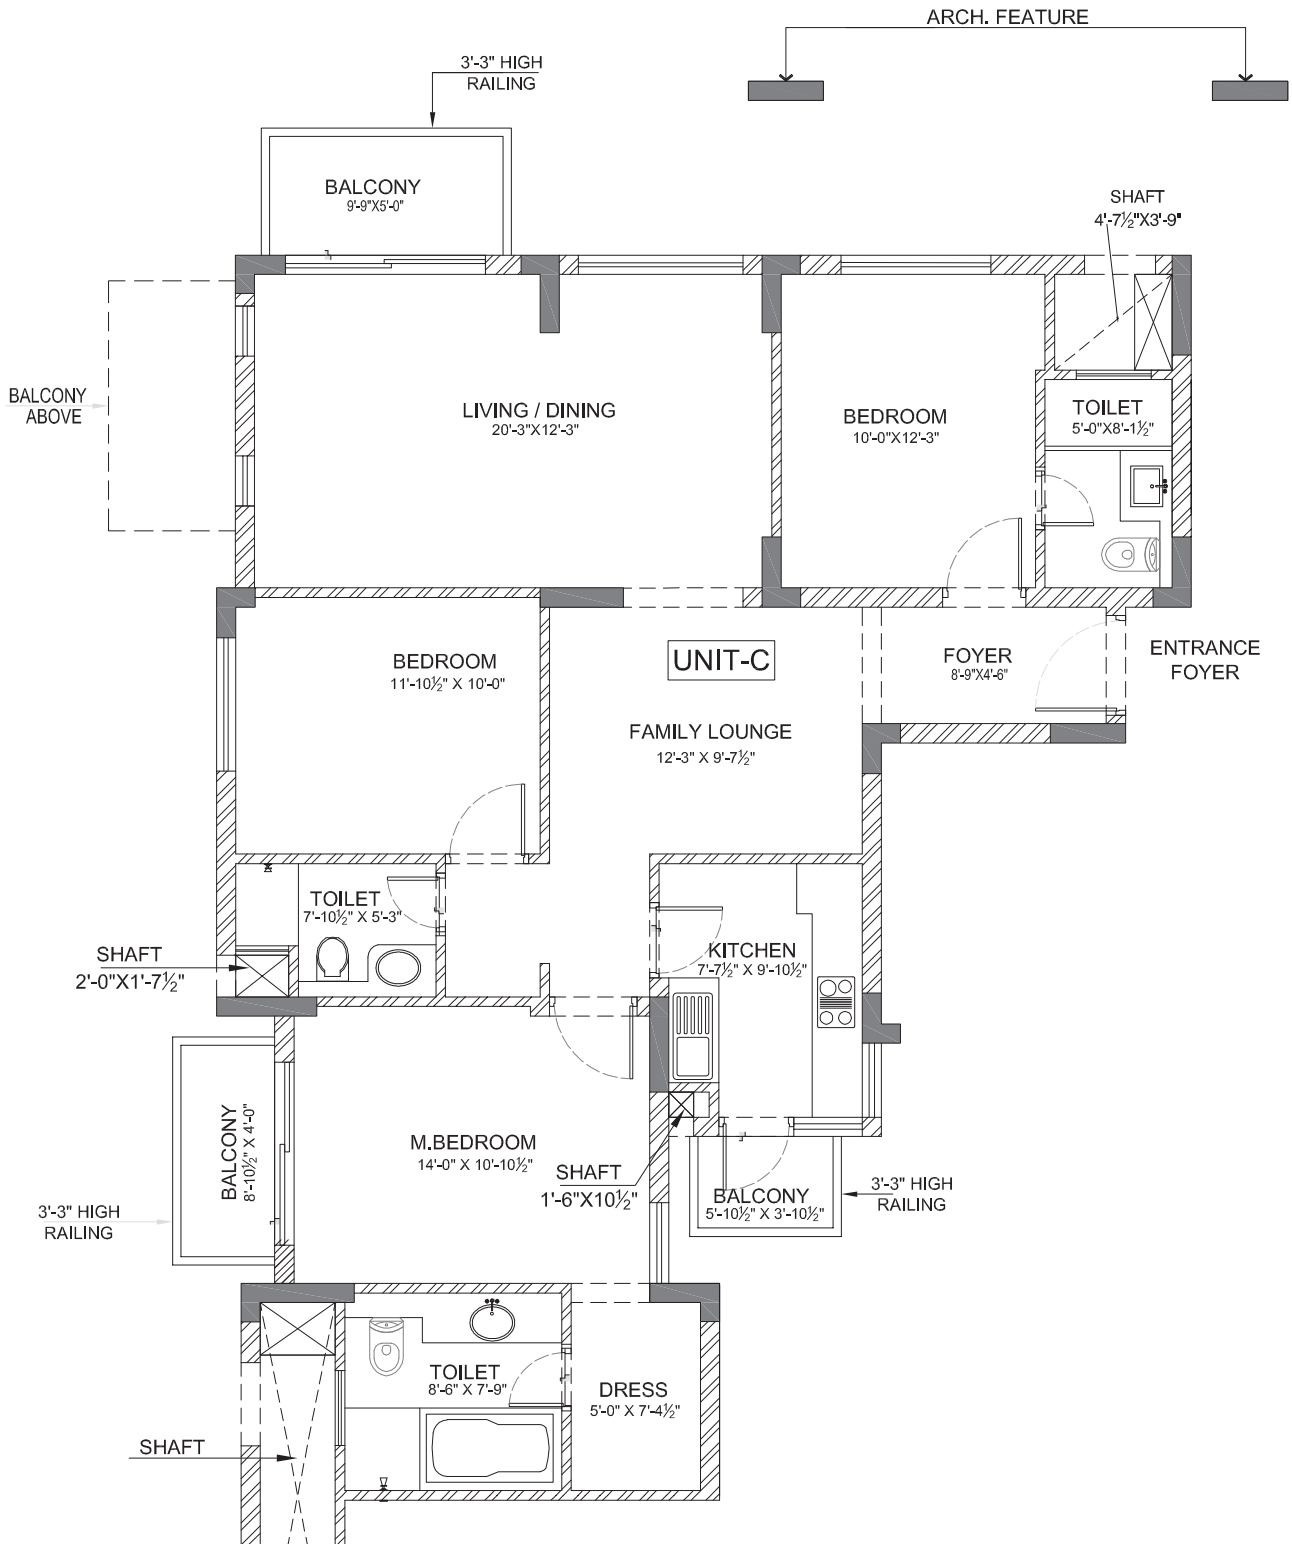 ARCH. FEATURE
3'-3" HIGH
RAILING
BALCONY
9'-9"X5'-0"
SHAFT
4'-7½"X3'-9"
BALCONY
ABOVE
LIVING / DINING
20'-3"X12'-3"
BEDROOM
10'-0"X12'-3"
TOILET
5'-0"X8'-1½"
UNIT-C
BEDROOM
11'-10½" X 10'-0"
FOYER
8'-9"X4'-6"
ENTRANCE
FOYER
FAMILY LOUNGE
12'-3" X 9'-7½"
TOILET
7'-10½" X 5'-3"
SHAFT
2'-0"X1'-7½"
KITCHEN
7'-7½" X 9'-10½"
BALCONY
8'-10½" X 4'-0"
M.BEDROOM
14'-0" X 10'-10½"
SHAFT
1'-6"X10½"
BALCONY
5'-10½" X 3'-10½"
3'-3" HIGH
RAILING
3'-3" HIGH
RAILING
TOILET
8'-6" X 7'-9"
DRESS
5'-0" X 7'-4½"
SHAFT